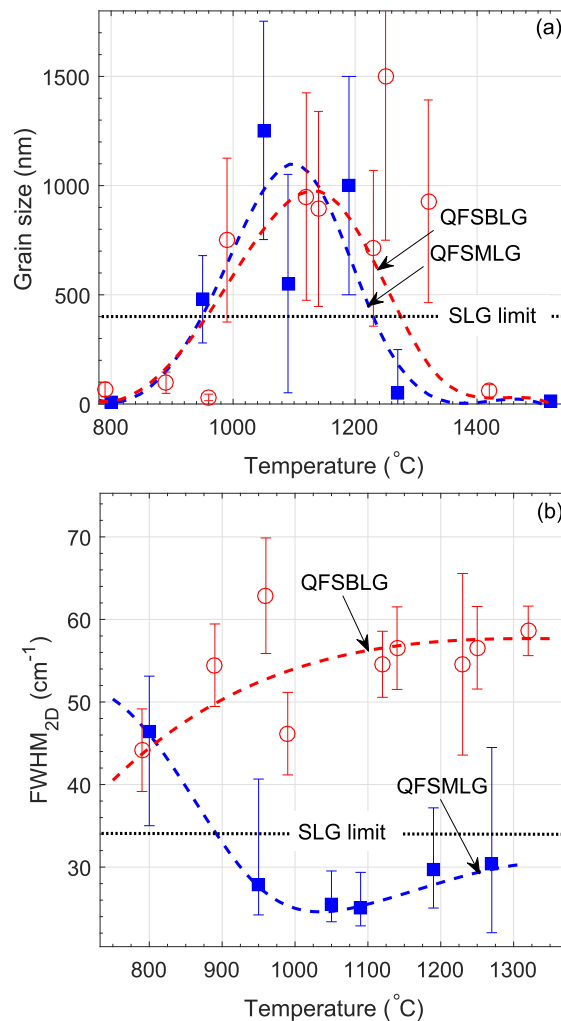 (a)
1500
1000
500
0
Grain size (nm)
QFSBLG
QFSMLG
SLG limit
800
1000
1200
1400
Temperature (°C)
(b)
70
60
50
40
30
FWHM2D (cm-1)
QFSBLG
QFSMLG
SLG limit
800
900
1000
1100
1200
1300
Temperature (°C)